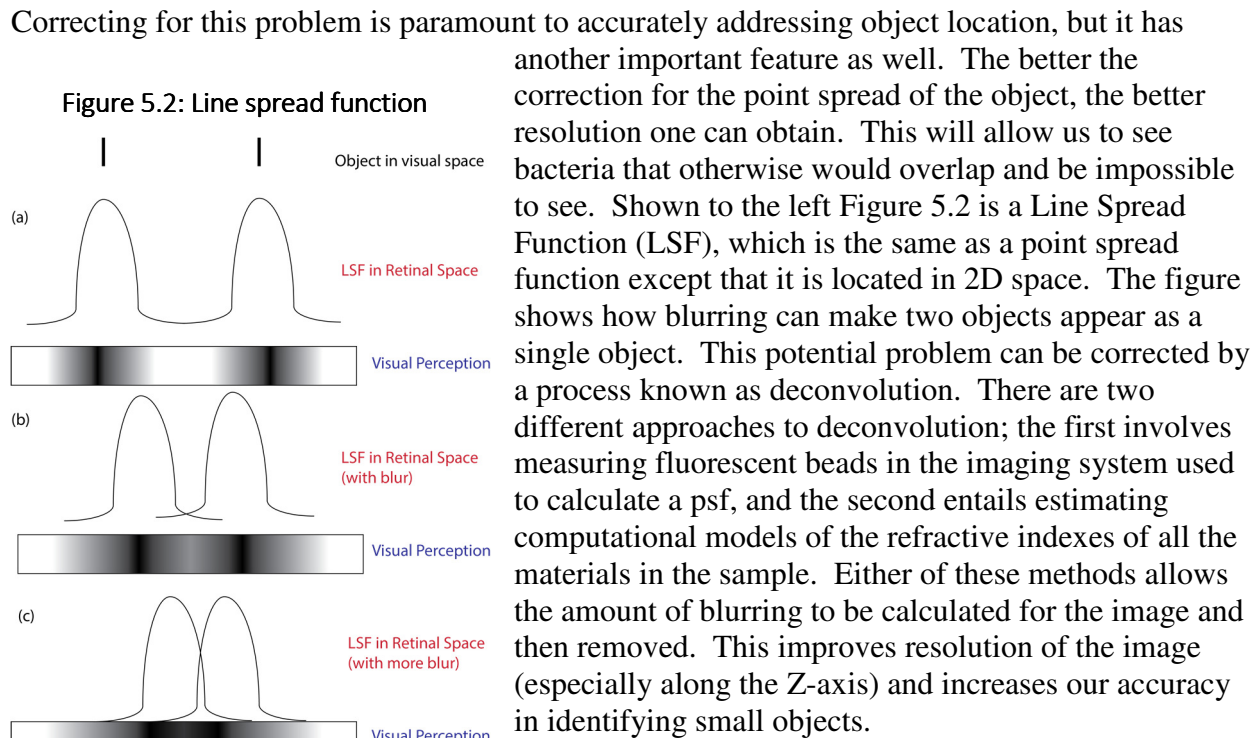 Correcting for this problem is paramount to accurately addressing object location, but it has
another important feature as well.  The better the
correction for the point spread of the object, the better
resolution one can obtain.  This will allow us to see
bacteria that otherwise would overlap and be impossible
to see.  Shown to the left Figure 5.2 is a Line Spread
Function (LSF), which is the same as a point spread
function except that it is located in 2D space.  The figure
shows how blurring can make two objects appear as a
single object.  This potential problem can be corrected by
a process known as deconvolution.  There are two
different approaches to deconvolution; the first involves
measuring fluorescent beads in the imaging system used
to calculate a psf, and the second entails estimating
computational models of the refractive indexes of all the
materials in the sample.  Either of these methods allows
the amount of blurring to be calculated for the image and
then removed.  This improves resolution of the image
(especially along the Z-axis) and increases our accuracy
in identifying small objects.
Figure 5.2: Line spread function
Object in visual space
(a)
LSF in Retinal Space
Visual Perception
(b)
LSF in Retinal Space
(with blur)
Visual Perception
(c)
LSF in Retinal Space
(with more blur)
Visual Perception